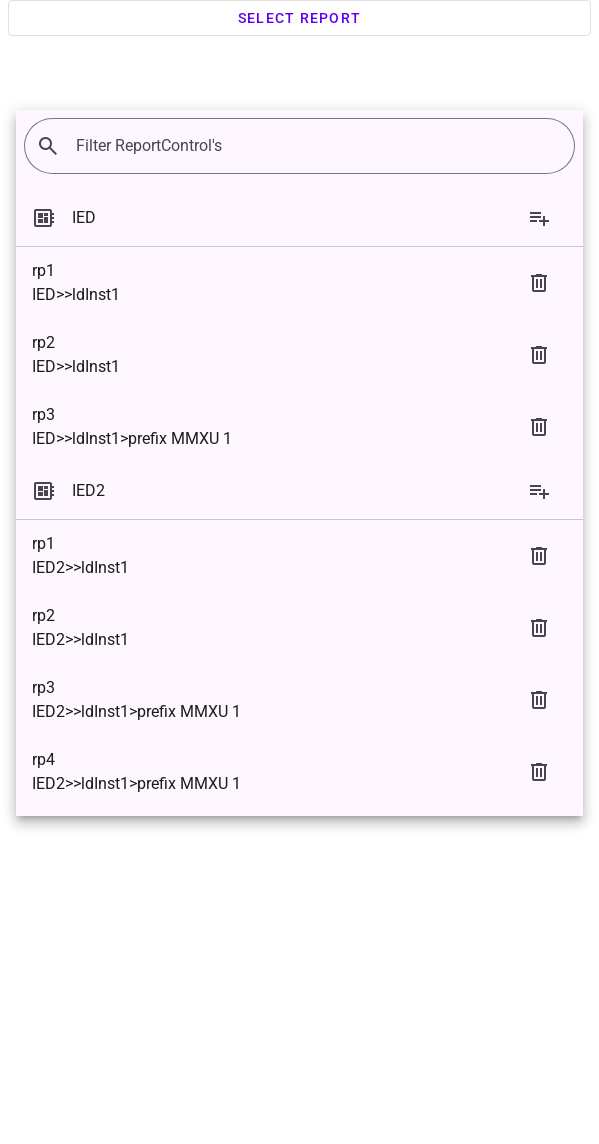 SELECT REPORT
Filter ReportControl's
IED
rp1
IED>>ldInst1
rp2
IED>>ldInst1
rp3
IED>>ldInst1>prefix MMXU 1
IED2
rp1
IED2>>ldInst1
rp2
IED2>>ldInst1
rp3
IED2>>ldInst1>prefix MMXU 1
rp4
IED2>>ldInst1>prefix MMXU 1